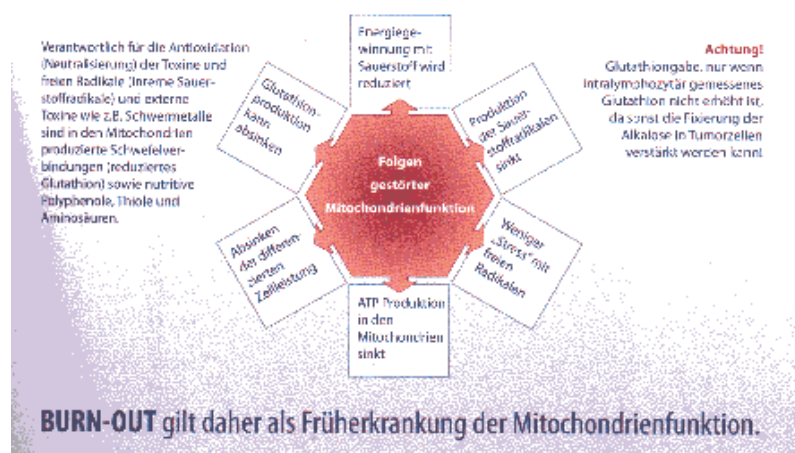 Verantwortlich für die Antioxidation
(Neutralisierung) der Toxine und
freien Radikale (interne Sauer-
stoffradikale) und externe
Toxine wie z.B. Schwermetalle
sind in den Mitochondrien
produzierte Schwefelver-
bindungen (reduziertes
Glutathion) sowie nutritive
Polyphenole, Thiole und
Aminosäuren.
Energiege-
winnung mit
Sauerstoff wird
reduziert
Achtung!
Glutathiongabe, nur wenn
intralymphozytär gemessenes
Glutathion nicht erhöht ist,
da sonst die Fixierung der
Alkalose in Tumorzellen
verstärkt werden kann!
Glutathion-
produktion
kann
absinken
Produktion
der Sauer-
stoffradikalen
sinkt
Folgen
gestörter
Mitochondrienfunktion
Absinken
der differen-
zierten
Zellleistung
Weniger
„Stress" mit
freien
Radikalen
ATP Produktion
in den
Mitochondrien
sinkt
BURN-OUT gilt daher als Früherkrankung der Mitochondrienfunktion.